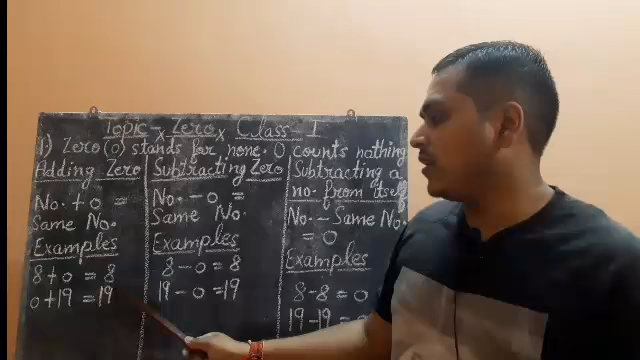 Topic x Zero x Class - I
1) Zero (0) stands for none. 0 counts nothing
Adding Zero
No. + 0 =
Same No.
Examples
8 + 0 = 8
0 + 19 = 19
Subtracting Zero
No. - 0 =
Same No.
Examples
8 - 0 = 8
19 - 0 = 19
Subtracting a
no. from itself
No. - Same No.
= 0
Examples
8 - 8 = 0
19 - 19 = 0